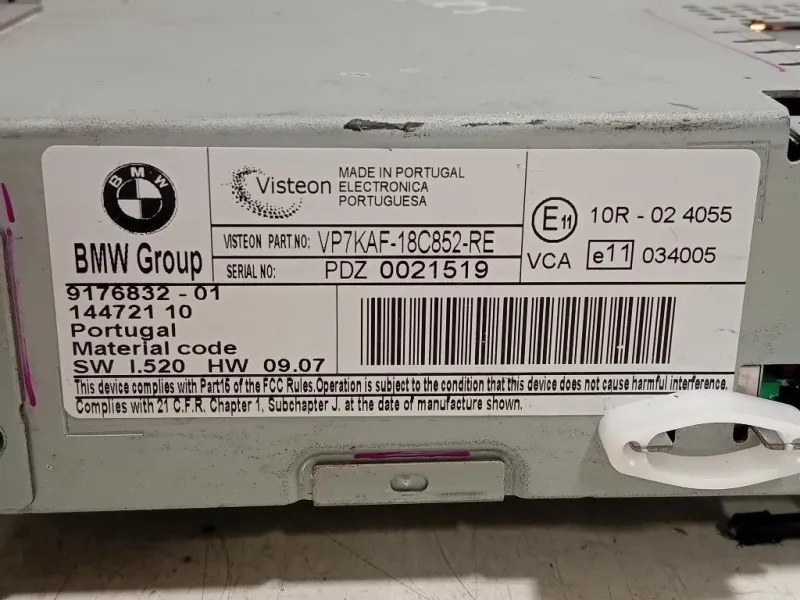 BMW
BMW Group
Visteon
MADE IN PORTUGAL
ELECTRONICA
PORTUGUESA
VISTEON PART NO: VP7KAF-18C852-RE
SERIAL NO: PDZ 0021519
E11 10R - 02 4055
VCA e11 034005
9176832 - 01
144721 10
Portugal
Material code
SW I.520 HW 09.07
This device complies with Part16 of the FCC Rules.Operation is subject to the condition that this device does not cause harmful interference.
Complies with 21 C.F.R. Chapter 1, Subchapter J, at the date of manufacture shown.